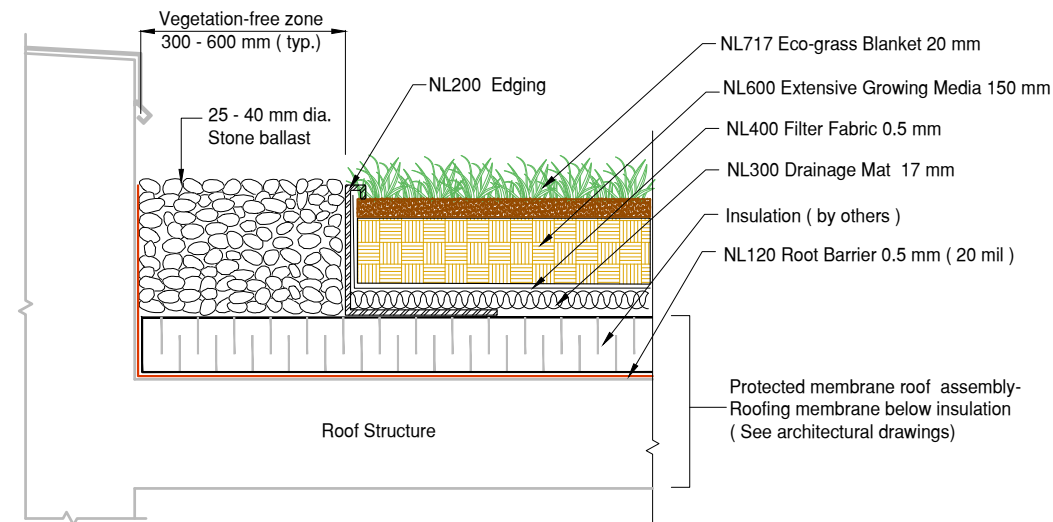 Vegetation-free zone
300 - 600 mm ( typ.)
25 - 40 mm dia.
Stone ballast
NL200 Edging
NL717 Eco-grass Blanket 20 mm
NL600 Extensive Growing Media 150 mm
NL400 Filter Fabric 0.5 mm
NL300 Drainage Mat 17 mm
Insulation ( by others )
NL120 Root Barrier 0.5 mm ( 20 mil )
Protected membrane roof assembly-
Roofing membrane below insulation
( See architectural drawings)
Roof Structure